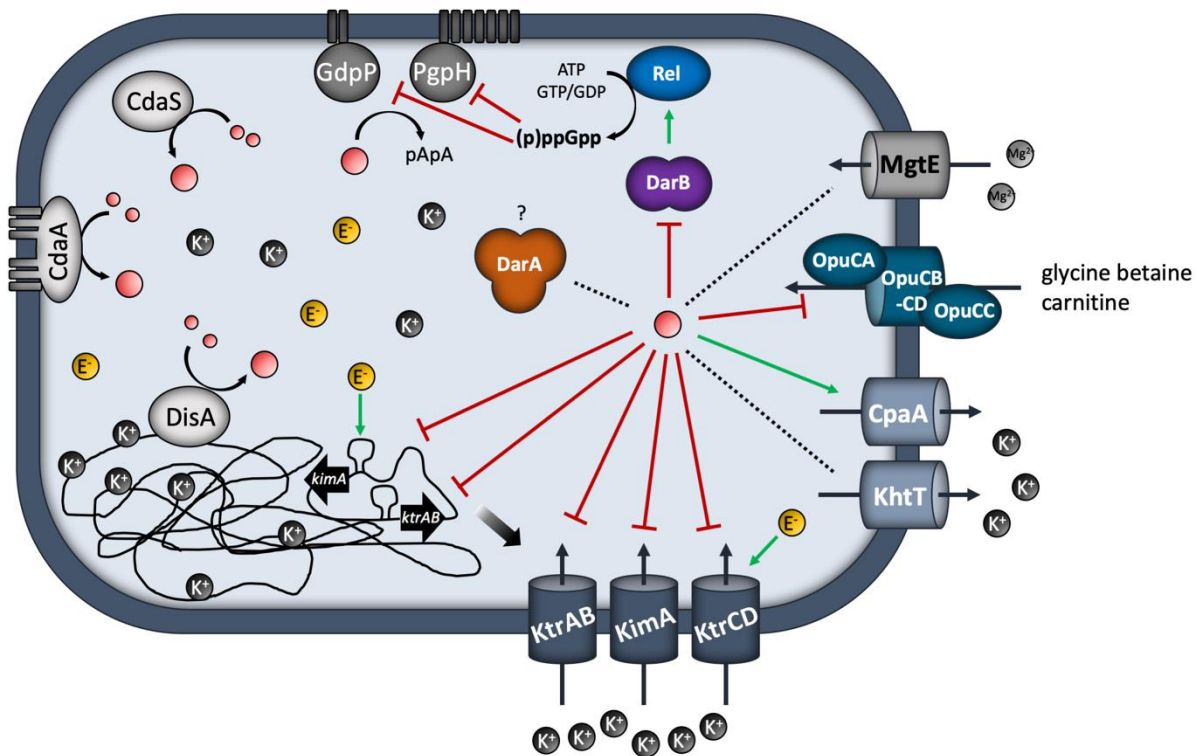 GdpP
PgpH
ATP
GTP/GDP
Rel
CdaS
pApA
(p)ppGpp
DarB
MgtE
Mg²⁺
Mg²⁺
CdaA
K⁺
K⁺
E⁻
K⁺
?
DarA
OpuCA
OpuCB
-CD
OpuCC
glycine betaine
carnitine
E⁻
K⁺
E⁻
E⁻
CpaA
K⁺
DisA
K⁺
K⁺
K⁺
K⁺
kimA
ktrAB
KhtT
K⁺
K⁺
E⁻
K⁺
K⁺
KtrAB
KimA
KtrCD
K⁺
K⁺
K⁺
K⁺
K⁺
K⁺